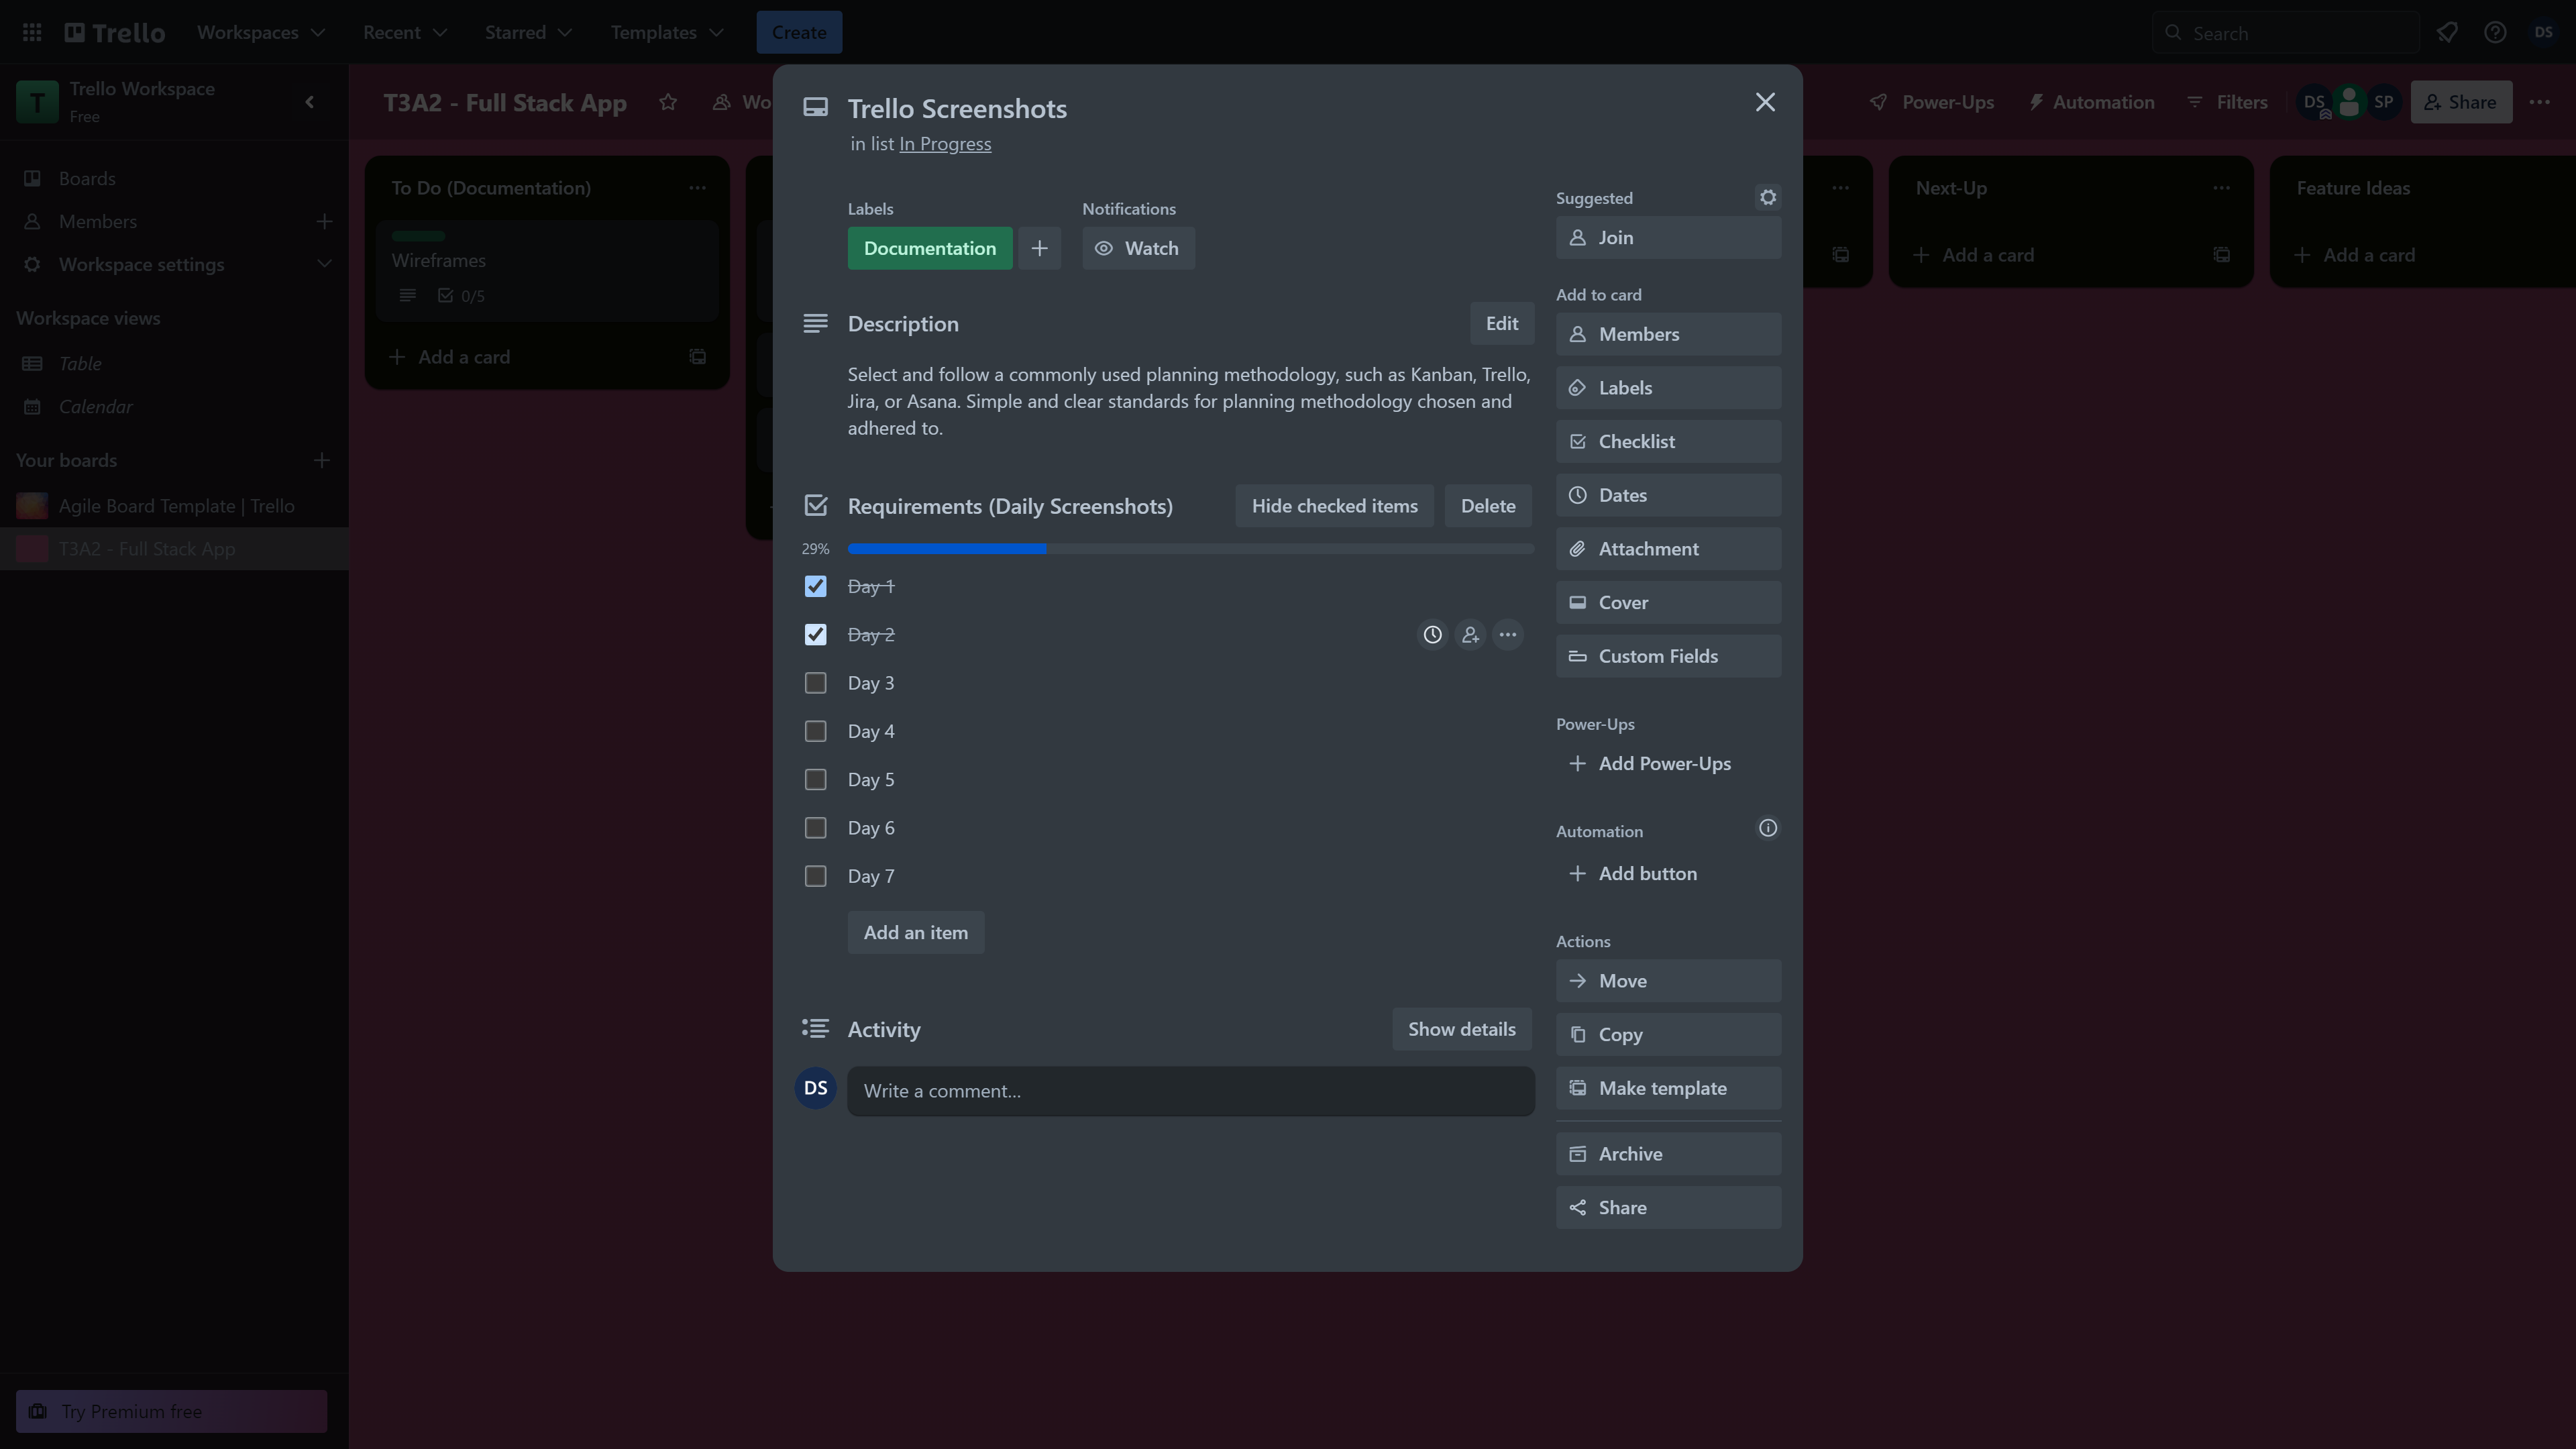 Trello
Workspaces
Recent
Starred
Templates
Create
Search
DS
T
Trello Workspace
Free
T3A2 - Full Stack App
Wo
Power-Ups
Automation
Filters
DS
SP
Share
Boards
Members
Workspace settings
Workspace views
Table
Calendar
Your boards
Agile Board Template | Trello
T3A2 - Full Stack App
Try Premium free
To Do (Documentation)
Wireframes
0/5
Add a card
Next-Up
Add a card
Feature Ideas
Add a card
Trello Screenshots
in list In Progress
Labels
Documentation
Notifications
Watch
Description
Edit
Select and follow a commonly used planning methodology, such as Kanban, Trello,
Jira, or Asana. Simple and clear standards for planning methodology chosen and
adhered to.
Requirements (Daily Screenshots)
Hide checked items
Delete
29%
Day 1
Day 2
Day 3
Day 4
Day 5
Day 6
Day 7
Add an item
Activity
Show details
DS
Write a comment…
Suggested
Join
Add to card
Members
Labels
Checklist
Dates
Attachment
Cover
Custom Fields
Power-Ups
Add Power-Ups
Automation
Add button
Actions
Move
Copy
Make template
Archive
Share